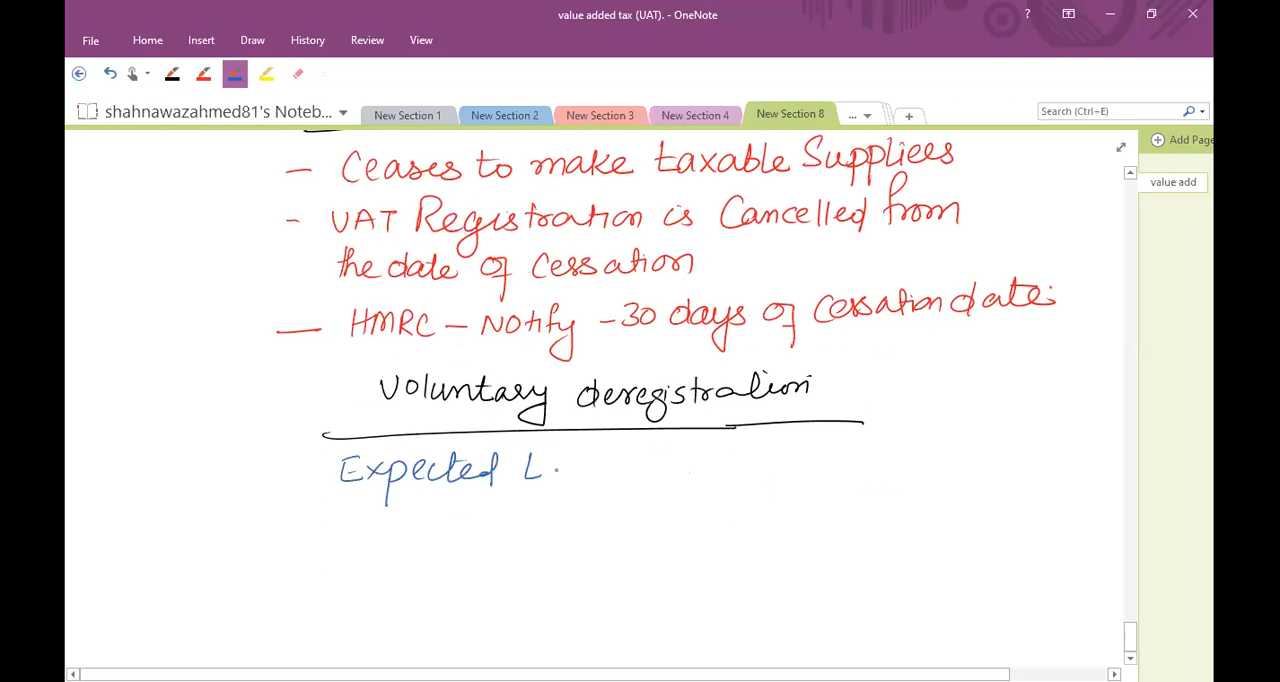 value added tax (UAT). - OneNote
?
File Home Insert Draw History Review View
shahnawazahmed81's Noteb... New Section 1 New Section 2 New Section 3 New Section 4 New Section 8 ... + Search (Ctrl+E)
+ Add Page
value add
- Ceases to make taxable Suppliees
- VAT Registration is Cancelled from
the date of Cessation
- HMRC - Notify - 30 days of Cessation date.
Voluntary deregistration
Expected L